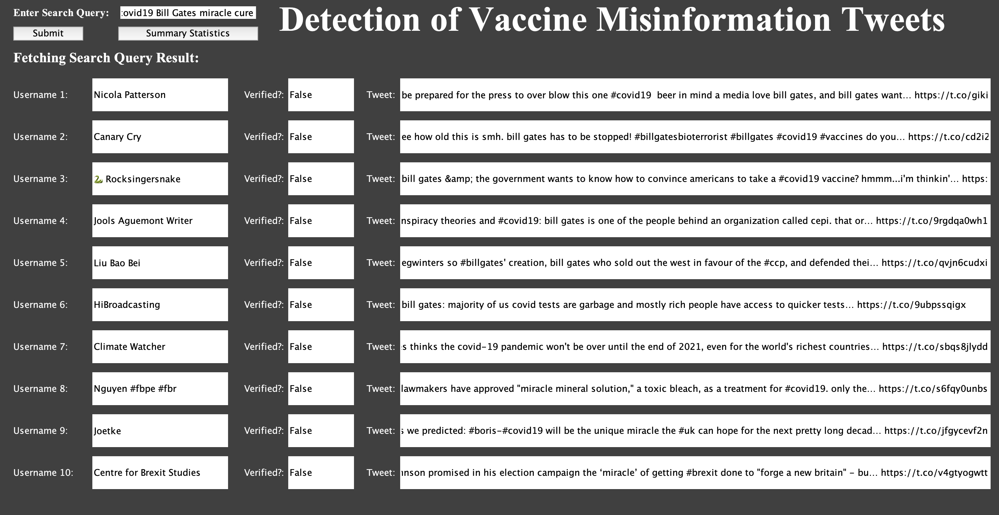 Enter Search Query: covid19 Bill Gates miracle cure
Detection of Vaccine Misinformation Tweets
Submit Summary Statistics
Fetching Search Query Result:
Username 1: Nicola Patterson Verified?: False Tweet: be prepared for the press to over blow this one #covid19 beer in mind a media love bill gates, and bill gates want… https://t.co/giki
Username 2: Canary Cry Verified?: False Tweet: ee how old this is smh. bill gates has to be stopped! #billgatesbioterrorist #billgates #covid19 #vaccines do you… https://t.co/cd2i2
Username 3: 🐍 Rocksingersnake Verified?: False Tweet: bill gates &amp; the government wants to know how to convince americans to take a #covid19 vaccine? hmmm...i'm thinkin'… https:
Username 4: Jools Aguemont Writer Verified?: False Tweet: nspiracy theories and #covid19: bill gates is one of the people behind an organization called cepi. that or… https://t.co/9rgdqa0wh1
Username 5: Liu Bao Bei Verified?: False Tweet: egwinters so #billgates' creation, bill gates who sold out the west in favour of the #ccp, and defended thei… https://t.co/qvjn6cudxi
Username 6: HiBroadcasting Verified?: False Tweet: bill gates: majority of us covid tests are garbage and mostly rich people have access to quicker tests… https://t.co/9ubpssqigx
Username 7: Climate Watcher Verified?: False Tweet: s thinks the covid-19 pandemic won't be over until the end of 2021, even for the world's richest countries… https://t.co/sbqs8jlydd
Username 8: Nguyen #fbpe #fbr Verified?: False Tweet: lawmakers have approved "miracle mineral solution," a toxic bleach, as a treatment for #covid19. only the… https://t.co/s6fqy0unbs
Username 9: Joetke Verified?: False Tweet: s we predicted: #boris-#covid19 will be the unique miracle the #uk can hope for the next pretty long decad… https://t.co/jfgycevf2n
Username 10: Centre for Brexit Studies Verified?: False Tweet: nson promised in his election campaign the ‘miracle’ of getting #brexit done to "forge a new britain" - bu… https://t.co/v4gtyogwtt